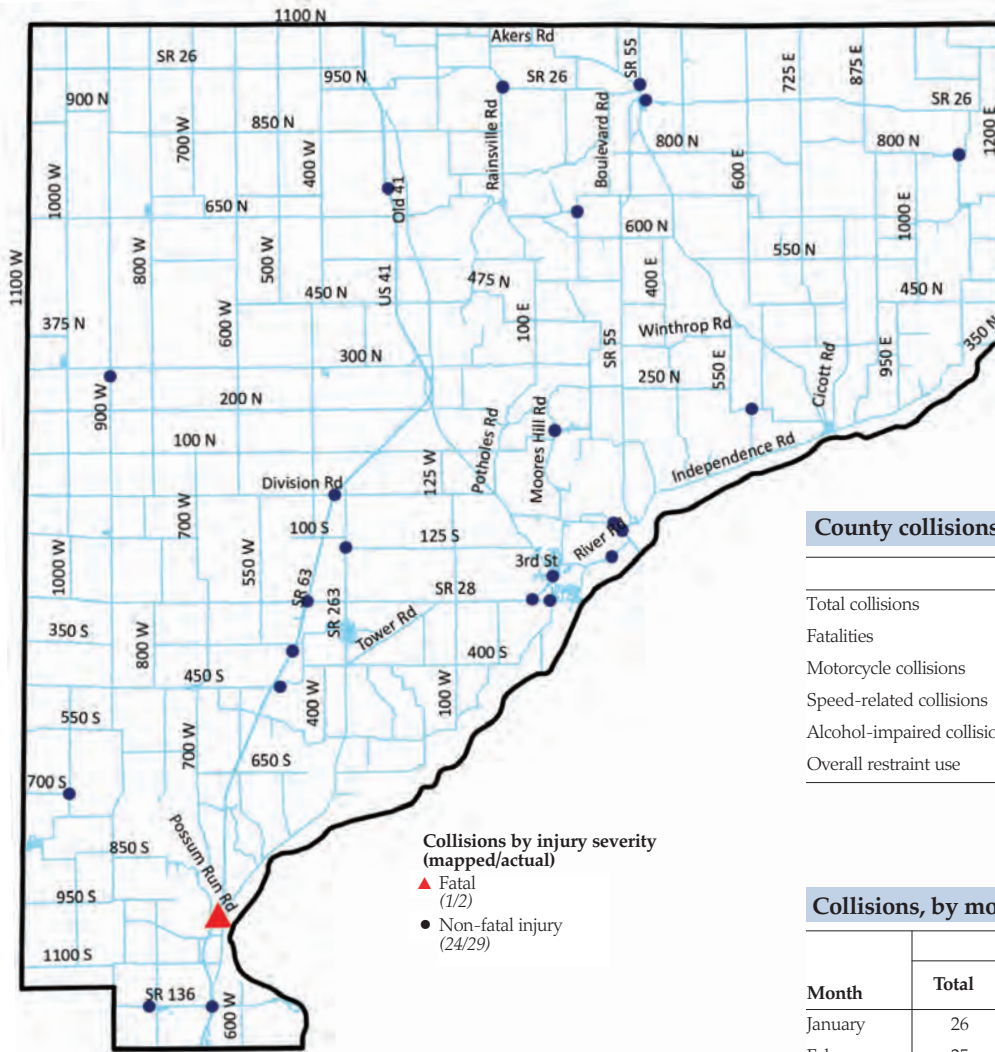 1100 N
Akers Rd
SR 26
950 N
SR 26
SR 55
725 E
875 E
900 N
SR 26
Rainsville Rd
Boulevard Rd
850 N
700 W
400 W
800 N
800 N
1200 E
1000 W
650 N
Old 41
600 E
1000 E
600 N
1100 W
800 W
500 W
550 N
US 41
475 N
400 E
450 N
450 N
375 N
600 W
100 E
Winthrop Rd
SR 55
350 N
300 N
950 E
900 W
200 N
250 N
550 E
Cicott Rd
100 N
Potholes Rd
Moores Hill Rd
Independence Rd
Division Rd
125 W
700 W
100 S
125 S
River Rd
1000 W
550 W
3rd St
SR 63
SR 263
SR 28
Tower Rd
350 S
800 W
400 S
450 S
400 W
100 W
550 S
700 W
650 S
700 S
Possum Run Rd
850 S
950 S
1100 S
SR 136
600 W
Collisions by injury severity
(mapped/actual)
Fatal
(1/2)
Non-fatal injury
(24/29)
County collisions
Total collisions
Fatalities
Motorcycle collisions
Speed-related collisions
Alcohol-impaired collisio
Overall restraint use
Collisions, by mo
Month
Total
January 26